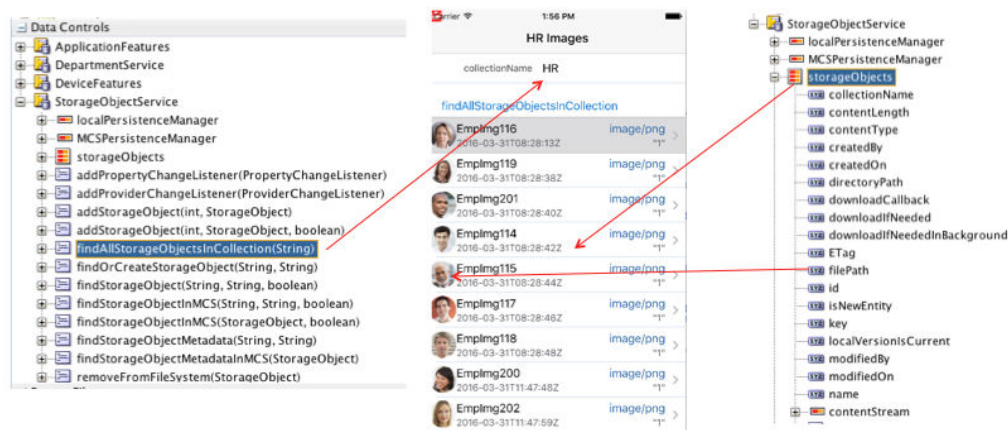 Data Controls
ApplicationFeatures
DepartmentService
DeviceFeatures
StorageObjectService
localPersistenceManager
MCSPersistenceManager
storageObjects
addPropertyChangeListener(PropertyChangeListener)
addProviderChangeListener(ProviderChangeListener)
addStorageObject(int, StorageObject)
addStorageObject(int, StorageObject, boolean)
findAllStorageObjectsInCollection(String)
findOrCreateStorageObject(String, String)
findStorageObject(String, String, boolean)
findStorageObjectInMCS(String, String, boolean)
findStorageObjectInMCS(StorageObject, boolean)
findStorageObjectMetadata(String, String)
findStorageObjectMetadataInMCS(StorageObject)
removeFromFileSystem(StorageObject)
1:56 PM
HR Images
collectionName HR
findAllStorageObjectsInCollection
EmpImg116 image/png
2016-03-31T08:28:13Z "1"
EmpImg119 image/png
2016-03-31T08:28:38Z "1"
EmpImg201 image/png
2016-03-31T08:28:40Z "1"
EmpImg114 image/png
2016-03-31T08:28:42Z "1"
EmpImg115 image/png
2016-03-31T08:28:44Z "1"
EmpImg117 image/png
2016-03-31T08:28:46Z "1"
EmpImg118 image/png
2016-03-31T08:28:48Z "1"
EmpImg200 image/png
2016-03-31T11:47:48Z "1"
EmpImg202 image/png
2016-03-31T11:47:59Z "1"
StorageObjectService
localPersistenceManager
MCSPersistenceManager
storageObjects
collectionName
contentLength
contentType
createdBy
createdOn
directoryPath
downloadCallback
downloadIfNeeded
downloadIfNeededInBackground
ETag
filePath
id
isNewEntity
key
localVersionIsCurrent
modifiedBy
modifiedOn
name
contentStream